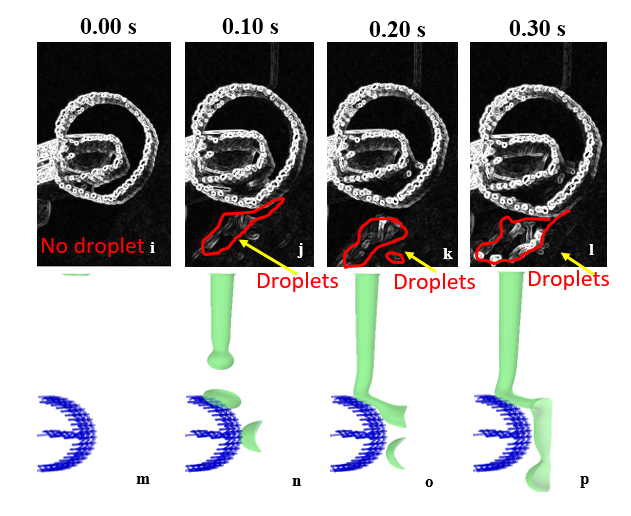 0.00 s 0.10 s 0.20 s 0.30 s
No droplet i j k l
Droplets Droplets Droplets
m n o p